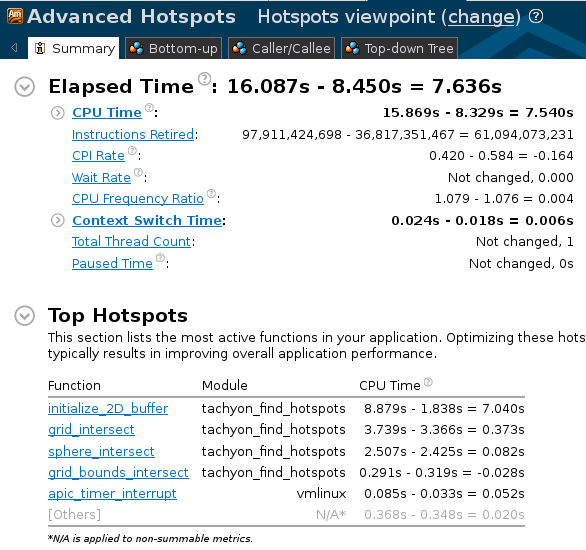 Am Advanced Hotspots Hotspots viewpoint (change) ?
Summary Bottom-up Caller/Callee Top-down Tree
Elapsed Time ?: 16.087s - 8.450s = 7.636s
CPU Time ?: 15.869s - 8.329s = 7.540s
Instructions Retired: 97,911,424,698 - 36,817,351,467 = 61,094,073,231
CPI Rate ?: 0.420 - 0.584 = -0.164
Wait Rate ?: Not changed, 0.000
CPU Frequency Ratio ?: 1.079 - 1.076 = 0.004
Context Switch Time: 0.024s - 0.018s = 0.006s
Total Thread Count: Not changed, 1
Paused Time ?: Not changed, 0s
Top Hotspots
This section lists the most active functions in your application. Optimizing these hots
typically results in improving overall application performance.
Function Module CPU Time ?
initialize_2D_buffer tachyon_find_hotspots 8.879s - 1.838s = 7.040s
grid_intersect tachyon_find_hotspots 3.739s - 3.366s = 0.373s
sphere_intersect tachyon_find_hotspots 2.507s - 2.425s = 0.082s
grid_bounds_intersect tachyon_find_hotspots 0.291s - 0.319s = -0.028s
apic_timer_interrupt vmlinux 0.085s - 0.033s = 0.052s
[Others] N/A* 0.368s - 0.348s = 0.020s
*N/A is applied to non-summable metrics.